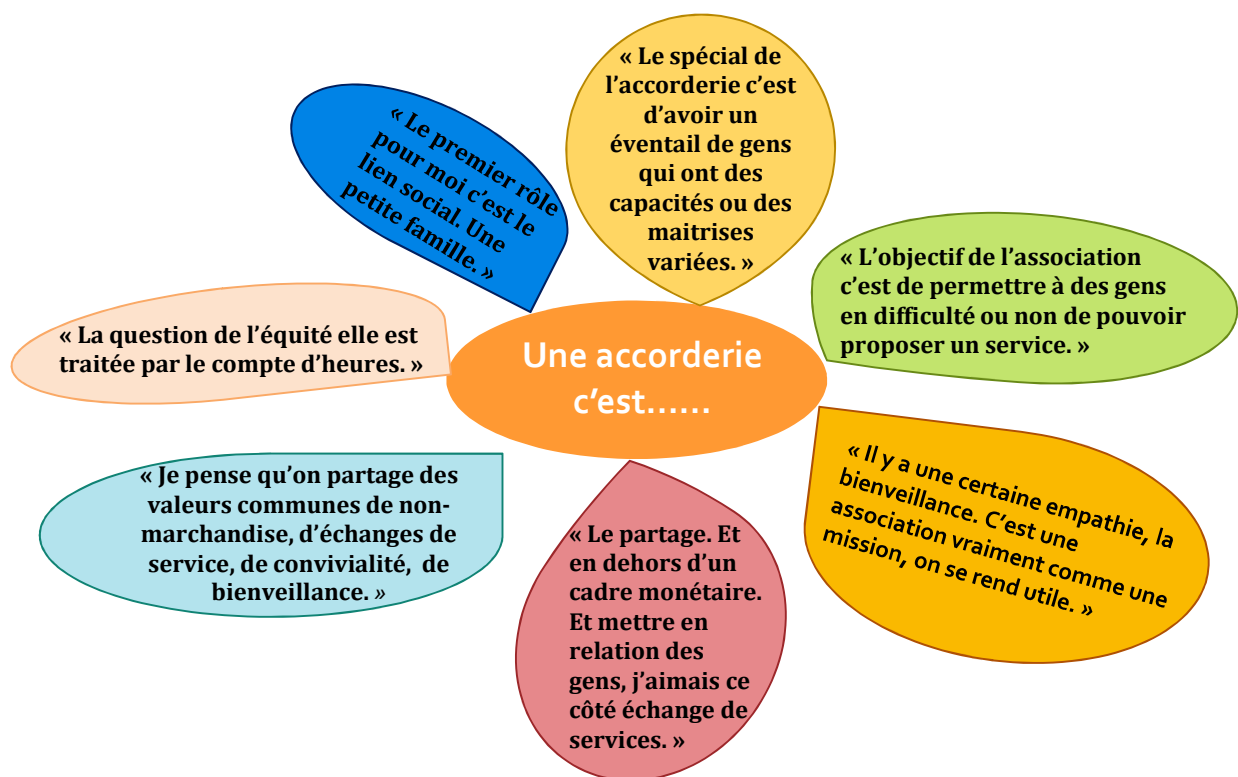 « Le spécial de
l'accorderie c'est
d'avoir un
éventail de gens
qui ont des
capacités ou des
maitrises
variées. »
« Le premier rôle
pour moi c'est le
lien social. Une
petite famille. »
« L'objectif de l'association
c'est de permettre à des gens
en difficulté ou non de pouvoir
proposer un service. »
« La question de l'équité elle est
traitée par le compte d'heures. »
Une accorderie
c'est……
« Il y a une certaine empathie, la
bienveillance. C'est une
association vraiment comme une
mission, on se rend utile. »
« Je pense qu'on partage des
valeurs communes de non-
marchandise, d'échanges de
service, de convivialité, de
bienveillance. »
« Le partage. Et
en dehors d'un
cadre monétaire.
Et mettre en
relation des
gens, j'aimais ce
côté échange de
services. »